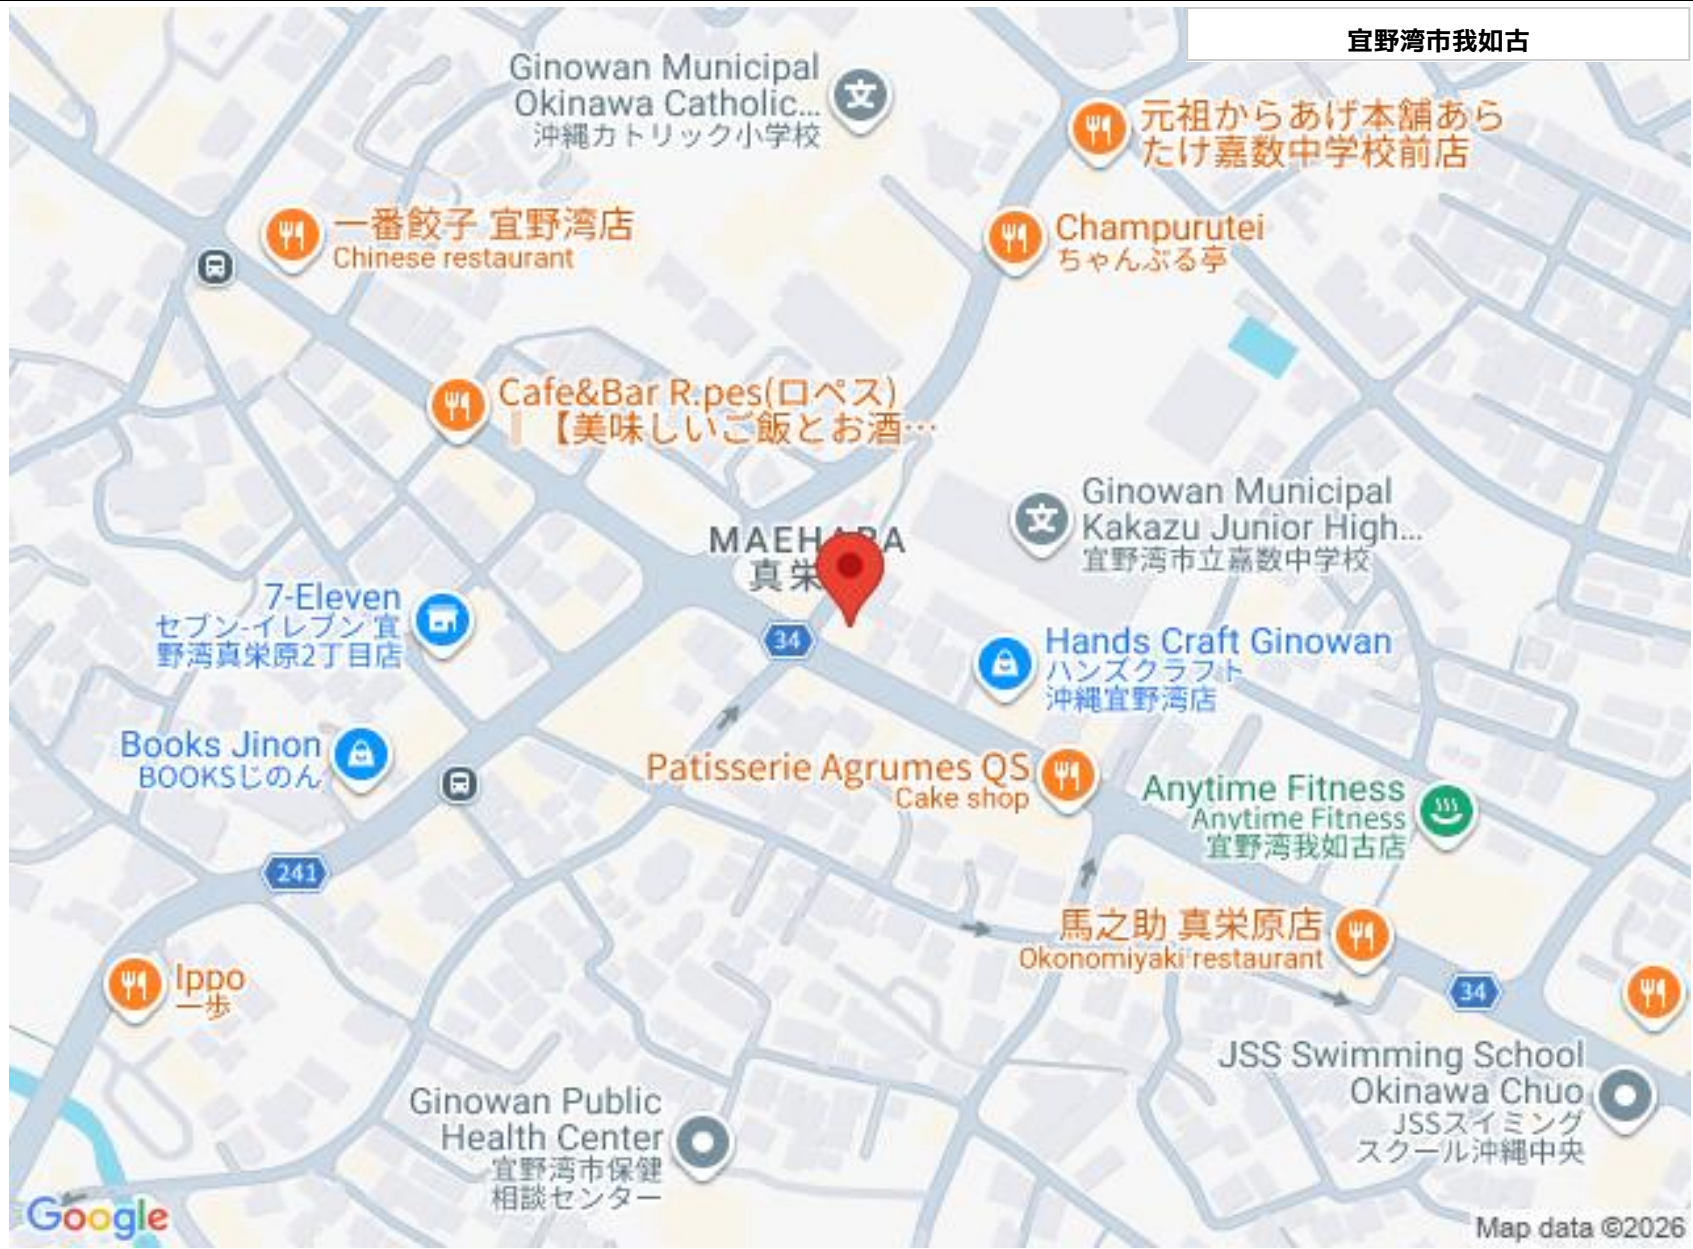 宜野湾市我如古
Ginowan Municipal
Okinawa Catholic...
沖縄カトリック小学校
元祖からあげ本舗あら
たけ嘉数中学校前店
一番餃子 宜野湾店
Chinese restaurant
Champurutei
ちゃんぷる亭
Cafe&Bar R.pes(ロペス)
【美味しいご飯とお酒…
Ginowan Municipal
Kakazu Junior High...
宜野湾市立嘉数中学校
MAEHARA
真栄
7-Eleven
セブン-イレブン 宜
野湾真栄原2丁目店
34
Hands Craft Ginowan
ハンズクラフト
沖縄宜野湾店
Books Jinon
BOOKSじのん
Patisserie Agrumes QS
Cake shop
Anytime Fitness
Anytime Fitness
宜野湾我如古店
241
馬之助 真栄原店
Okonomiyaki restaurant
Ippo
一歩
34
JSS Swimming School
Okinawa Chuo
JSSスイミング
スクール沖縄中央
Ginowan Public
Health Center
宜野湾市保健
相談センター
Google
Map data ©2026